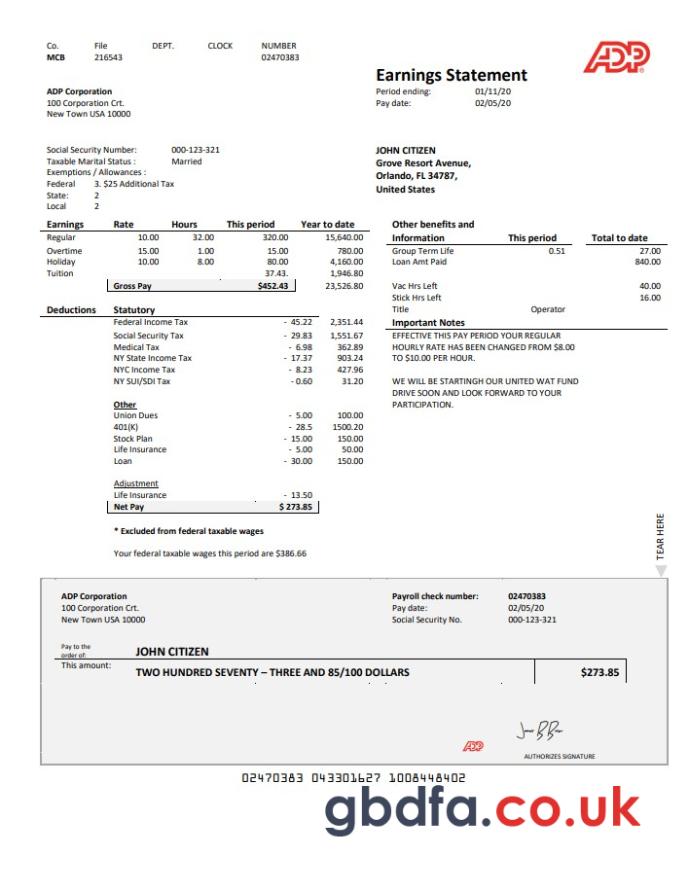 Co. File DEPT. CLOCK NUMBER
MCB 216543 02470383
ADP
Earnings Statement
Period ending: 01/11/20
Pay date: 02/05/20
ADP Corporation
100 Corporation Crt.
New Town USA 10000
Social Security Number: 000-123-321
Taxable Marital Status : Married
Exemptions / Allowances :
Federal 3. $25 Additional Tax
State: 2
Local 2
JOHN CITIZEN
Grove Resort Avenue,
Orlando, FL 34787,
United States
Earnings Rate Hours This period Year to date
Regular 10.00 32.00 320.00 15,640.00
Overtime 15.00 1.00 15.00 780.00
Holiday 10.00 8.00 80.00 4,160.00
Tuition 37.43. 1,946.80
Gross Pay $452.43 23,526.80
Deductions Statutory
Federal Income Tax - 45.22 2,351.44
Social Security Tax - 29.83 1,551.67
Medical Tax - 6.98 362.89
NY State Income Tax - 17.37 903.24
NYC Income Tax - 8.23 427.96
NY SUI/SDI Tax - 0.60 31.20
Other
Union Dues - 5.00 100.00
401(K) - 28.5 1500.20
Stock Plan - 15.00 150.00
Life Insurance - 5.00 50.00
Loan - 30.00 150.00
Adjustment
Life Insurance - 13.50
Net Pay $ 273.85
* Excluded from federal taxable wages
Your federal taxable wages this period are $386.66
Other benefits and
Information This period Total to date
Group Term Life 0.51 27.00
Loan Amt Paid 840.00
Vac Hrs Left 40.00
Stick Hrs Left 16.00
Title Operator
Important Notes
EFFECTIVE THIS PAY PERIOD YOUR REGULAR
HOURLY RATE HAS BEEN CHANGED FROM $8.00
TO $10.00 PER HOUR.
WE WILL BE STARTINGH OUR UNITED WAT FUND
DRIVE SOON AND LOOK FORWARD TO YOUR
PARTICIPATION.
TEAR HERE
ADP Corporation
100 Corporation Crt.
New Town USA 10000
Payroll check number: 02470383
Pay date: 02/05/20
Social Security No. 000-123-321
Pay to the
order of: JOHN CITIZEN
This amount: TWO HUNDRED SEVENTY – THREE AND 85/100 DOLLARS $273.85
ADP
AUTHORIZES SIGNATURE
02470383 043301627 1008448402
gbdfa.co.uk